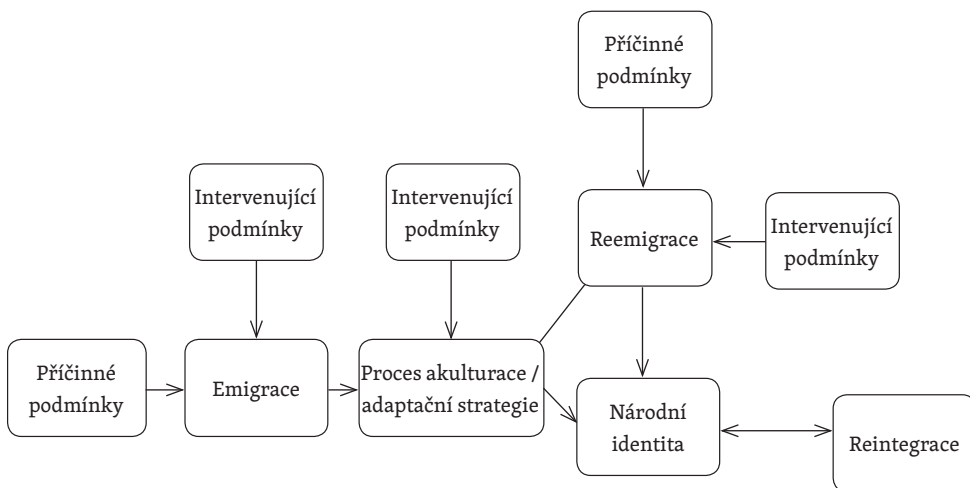 Příčinné
podmínky
Intervenující
podmínky
Intervenující
podmínky
Reemigrace
Intervenující
podmínky
Příčinné
podmínky
Emigrace
Proces akulturace /
adaptační strategie
Národní
identita
Reintegrace